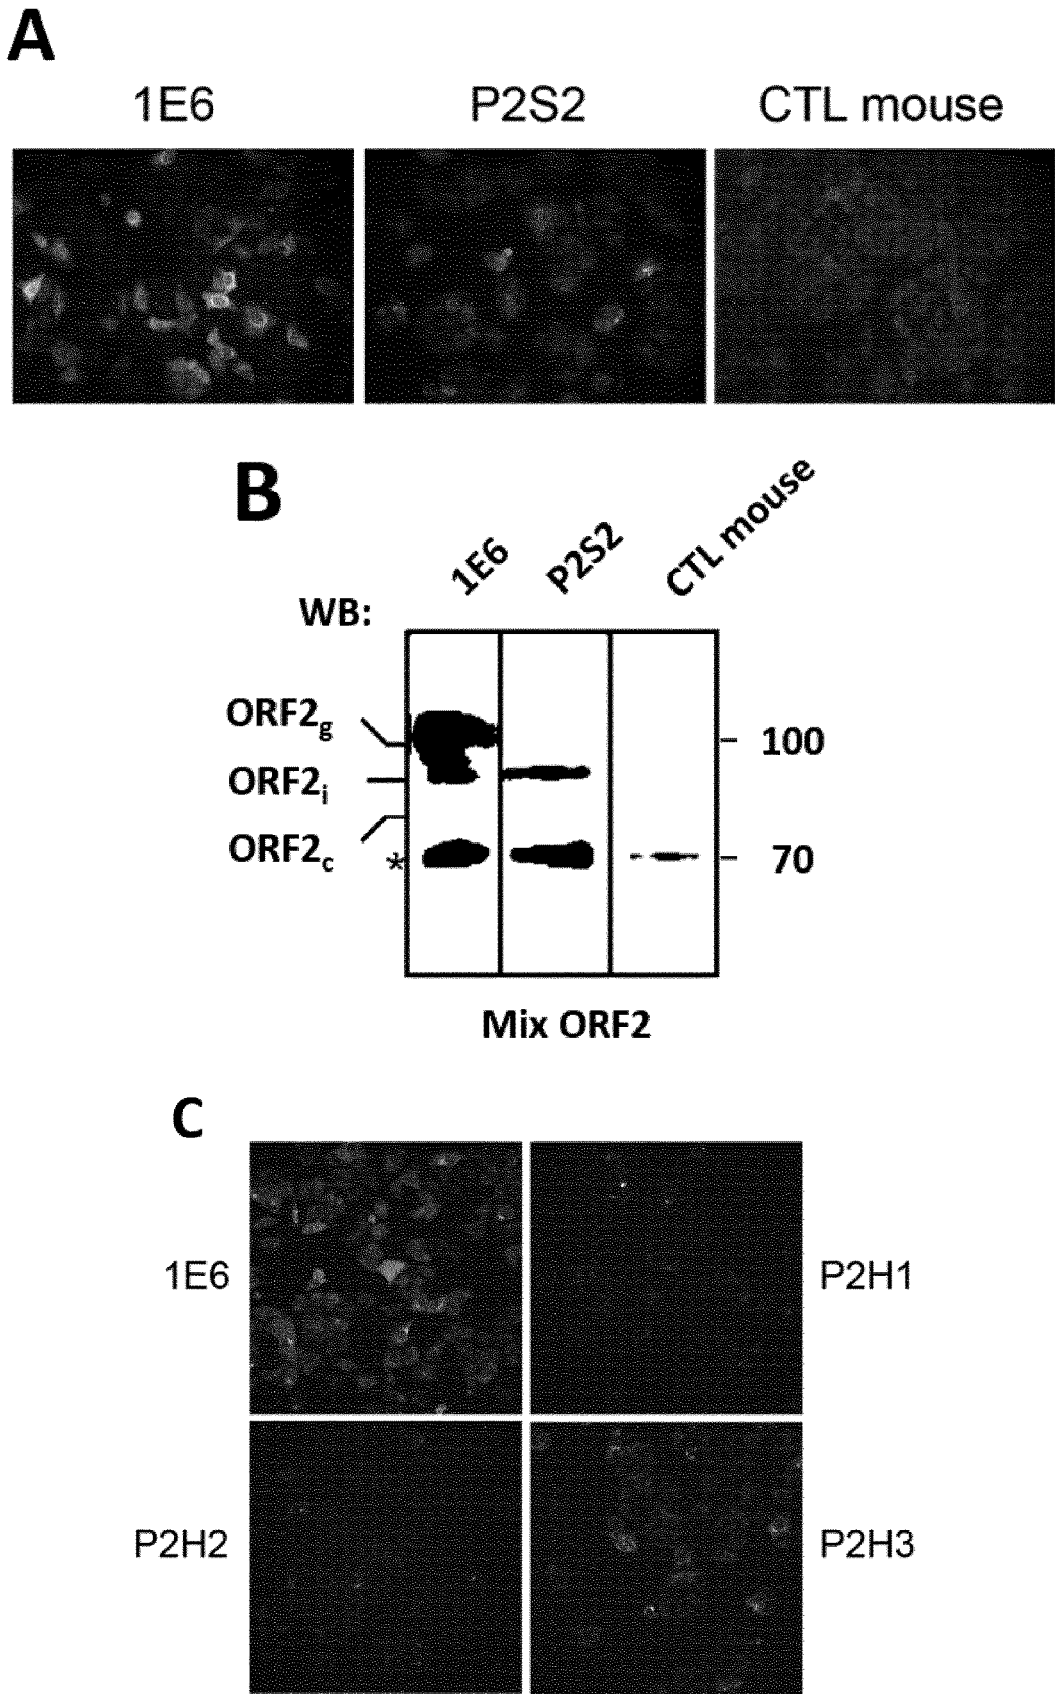 A
1E6 P2S2 CTL mouse
B
1E6 P2S2 CTL mouse
WB:
ORF2g
ORF2i
ORF2c
*
100
70
Mix ORF2
C
1E6 P2H1
P2H2 P2H3